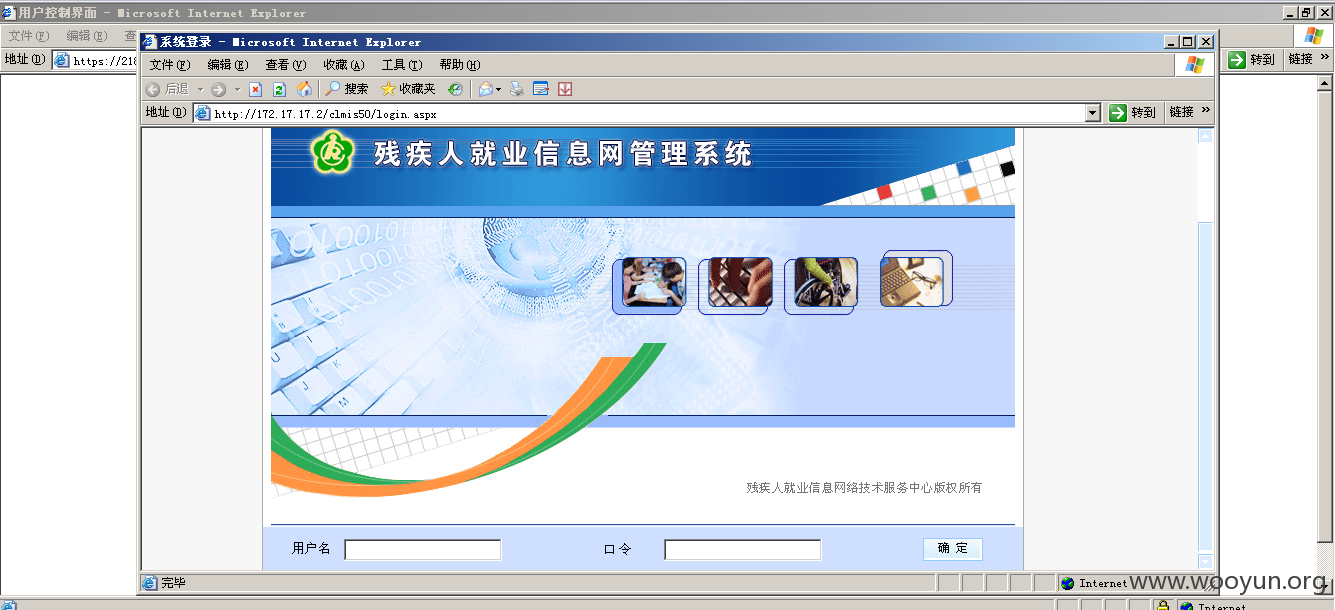 用户控制界面 - Microsoft Internet Explorer
文件(F) 编辑(E) 查
地址(D) https://218
转到 链接 »
系统登录 - Microsoft Internet Explorer
文件(F) 编辑(E) 查看(V) 收藏(A) 工具(T) 帮助(H)
后退 搜索 收藏夹
地址(D) http://172.17.17.2/clmis50/login.aspx 转到 链接 »
残疾人就业信息网管理系统
残疾人就业信息网络技术服务中心版权所有
用户名 口令 确 定
完毕 Internet
www.wooyun.org
Internet